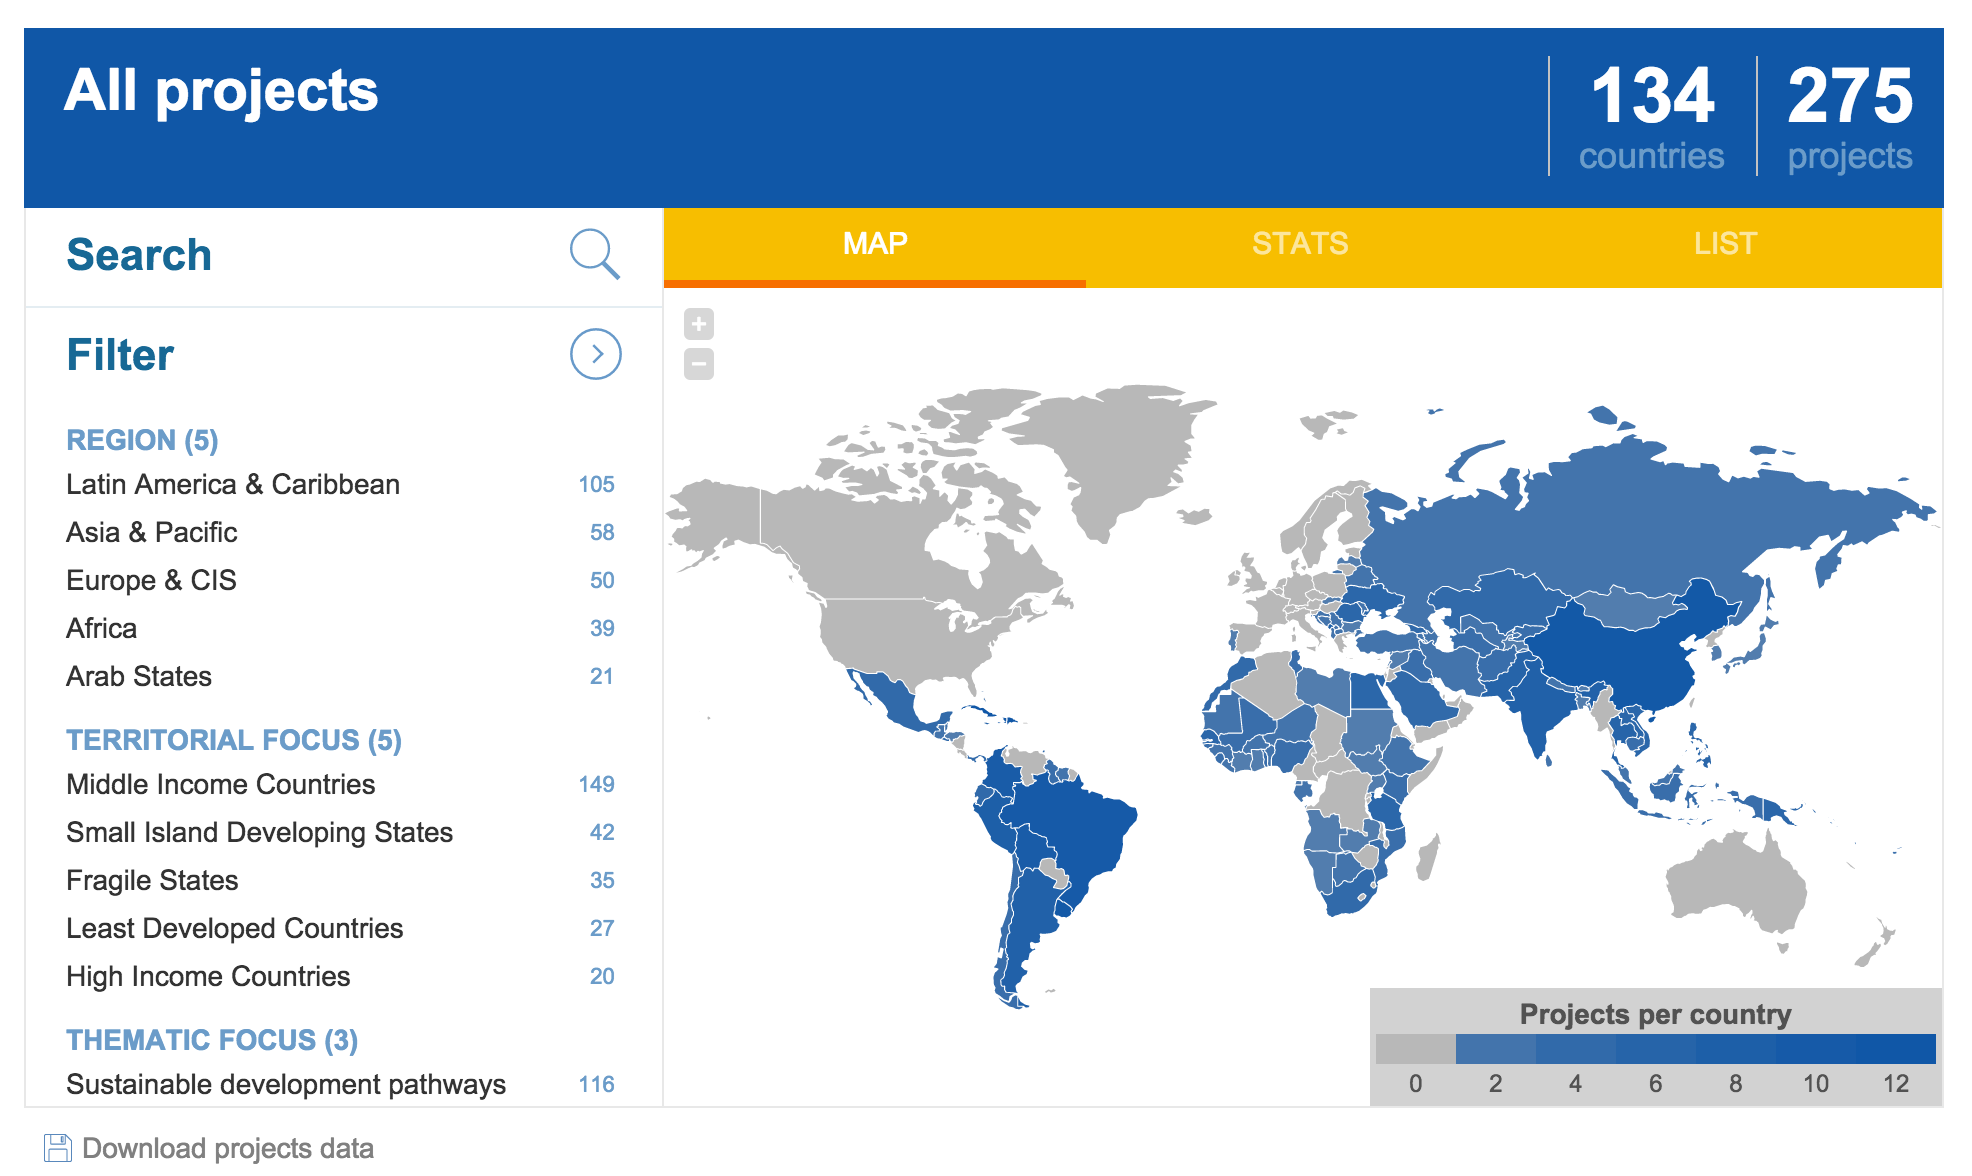 All projects
134
countries
275
projects
Search
MAP
STATS
LIST
Filter
REGION (5)
Latin America & Caribbean 105
Asia & Pacific 58
Europe & CIS 50
Africa 39
Arab States 21
TERRITORIAL FOCUS (5)
Middle Income Countries 149
Small Island Developing States 42
Fragile States 35
Least Developed Countries 27
High Income Countries 20
THEMATIC FOCUS (3)
Sustainable development pathways 116
Projects per country
0 2 4 6 8 10 12
Download projects data